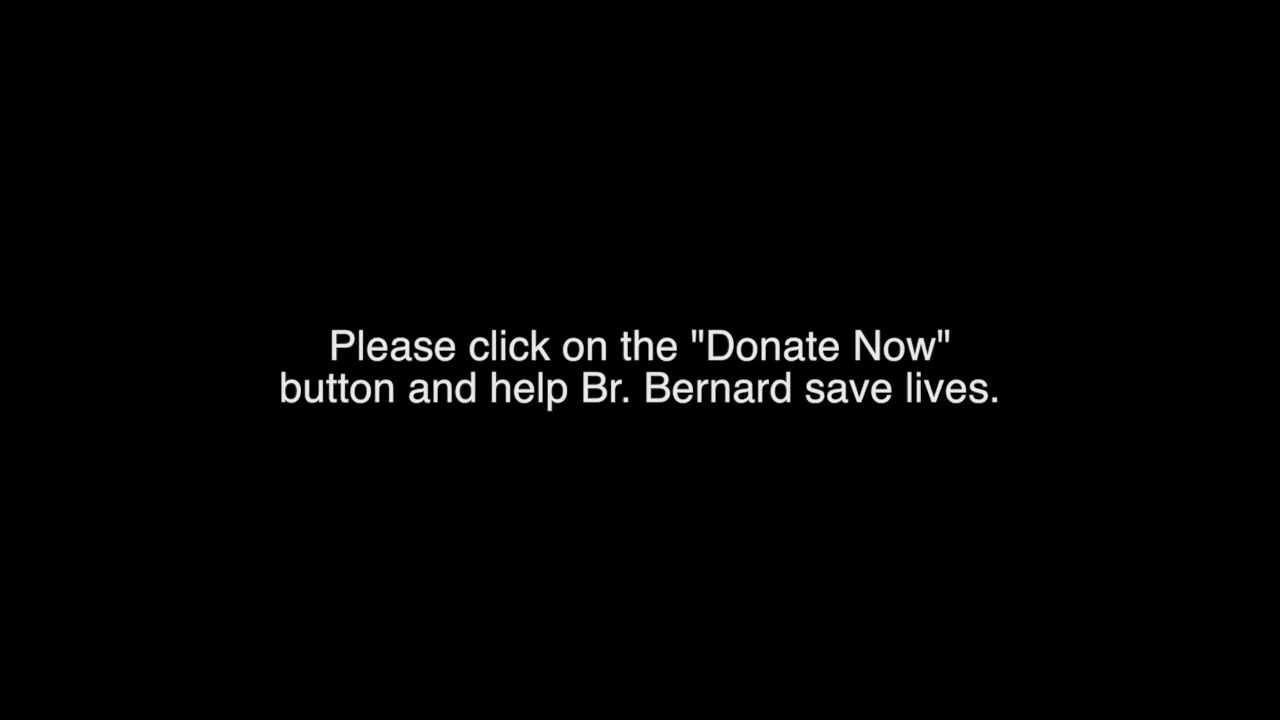 Please click on the "Donate Now"
button and help Br. Bernard save lives.